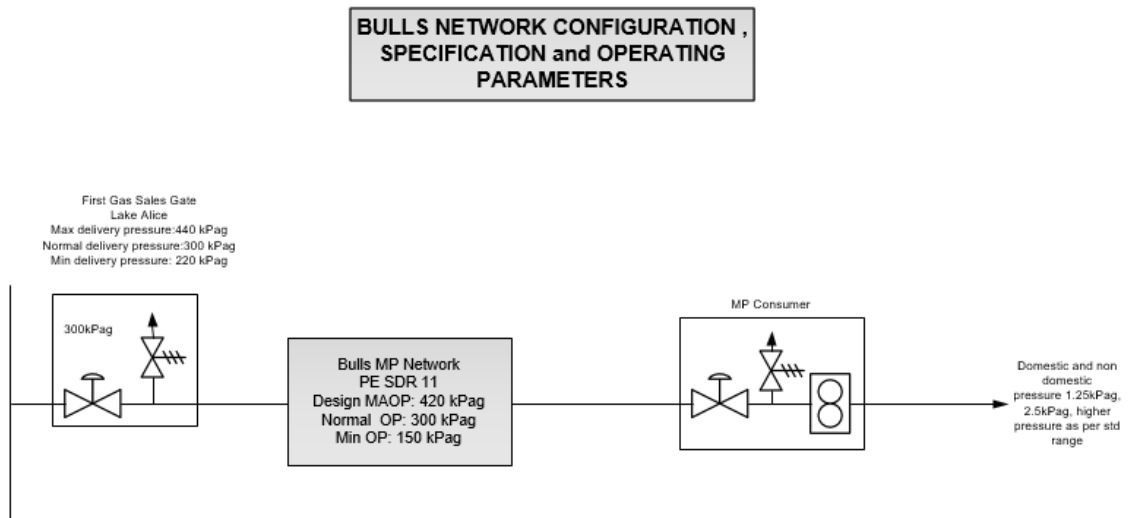 BULLS NETWORK CONFIGURATION ,
SPECIFICATION and OPERATING
PARAMETERS
First Gas Sales Gate
Lake Alice
Max delivery pressure:440 kPag
Normal delivery pressure:300 kPag
Min delivery pressure: 220 kPag
300kPag
Bulls MP Network
PE SDR 11
Design MAOP: 420 kPag
Normal OP: 300 kPag
Min OP: 150 kPag
MP Consumer
Domestic and non
domestic
pressure 1.25kPag,
2.5kPag, higher
pressure as per std
range